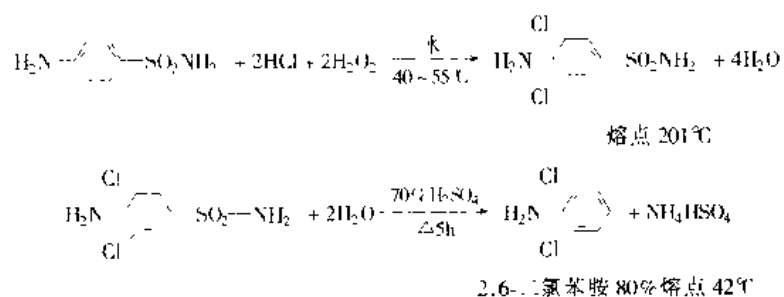 Cl
H₂N—SO₂NH₂ + 2HCl + 2H₂O₂ 水 40~55℃ H₂N SO₂NH₂ + 4H₂O
Cl
熔点 201℃
Cl Cl
H₂N SO₂—NH₂ + 2H₂O 70% H₂SO₄ △5h H₂N + NH₄HSO₄
Cl Cl
2,6-二氯苯胺 80% 熔点 42℃